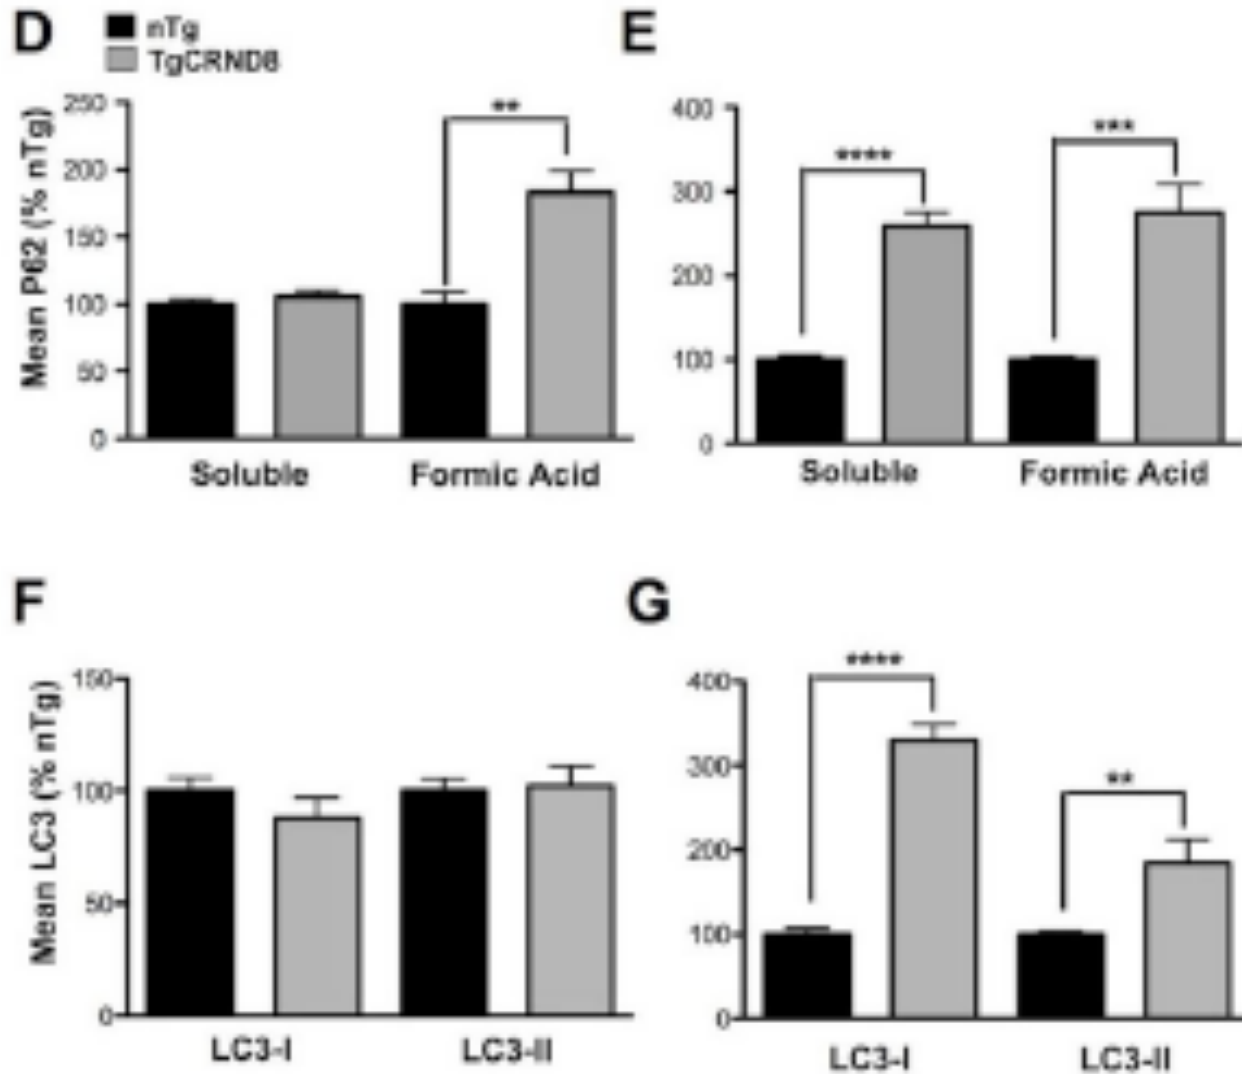 D
nTg
TgCRND8
E
Mean P62 (% nTg)
250
200
150
100
50
0
**
Soluble
Formic Acid
400
300
200
100
0
****
***
Soluble
Formic Acid
F
G
Mean LC3 (% nTg)
150
100
50
0
LC3-I
LC3-II
400
300
200
100
0
****
**
LC3-I
LC3-II